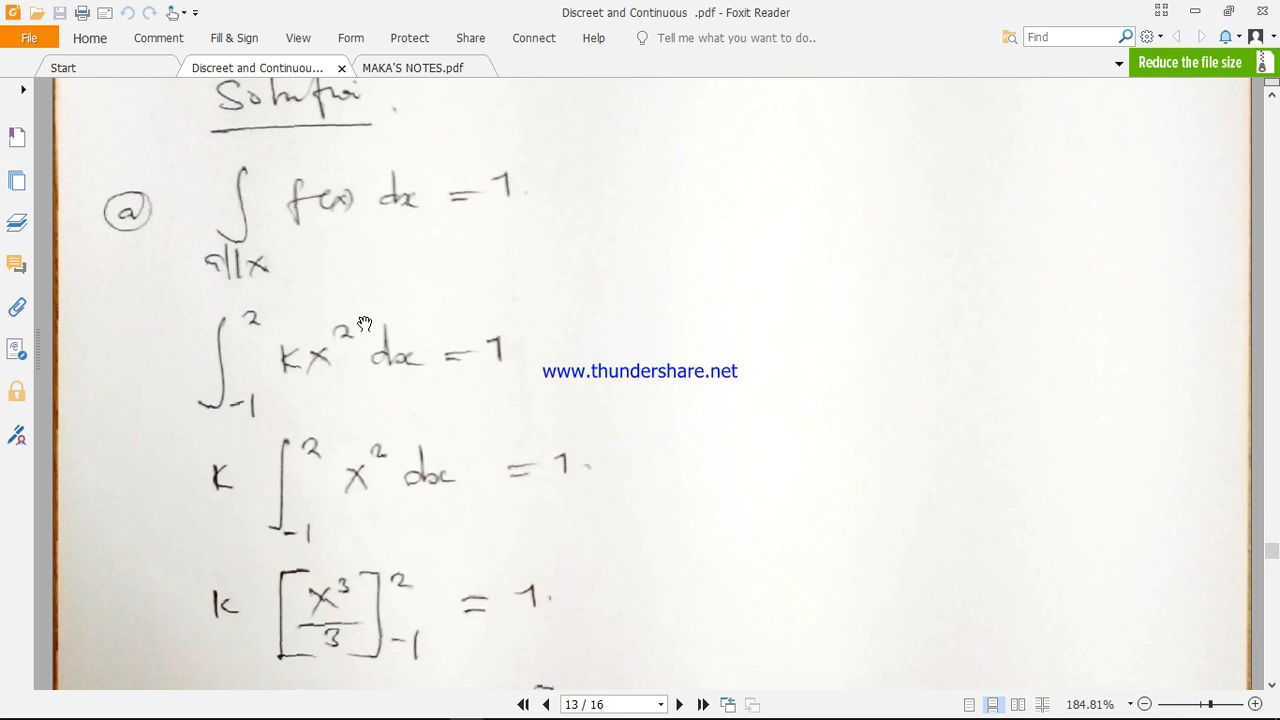 Discreet and Continuous .pdf - Foxit Reader
File Home Comment Fill & Sign View Form Protect Share Connect Help Tell me what you want to do.. Find
Start Discreet and Continuou... × MAKA'S NOTES.pdf Reduce the file size
Solution.
(a) ∫ f(x) dx = 1.
all x
∫₋₁² kx² dx = 1
www.thundershare.net
k ∫₋₁² x² dx = 1.
k [x³/3]₋₁² = 1.
13 / 16 184.81%